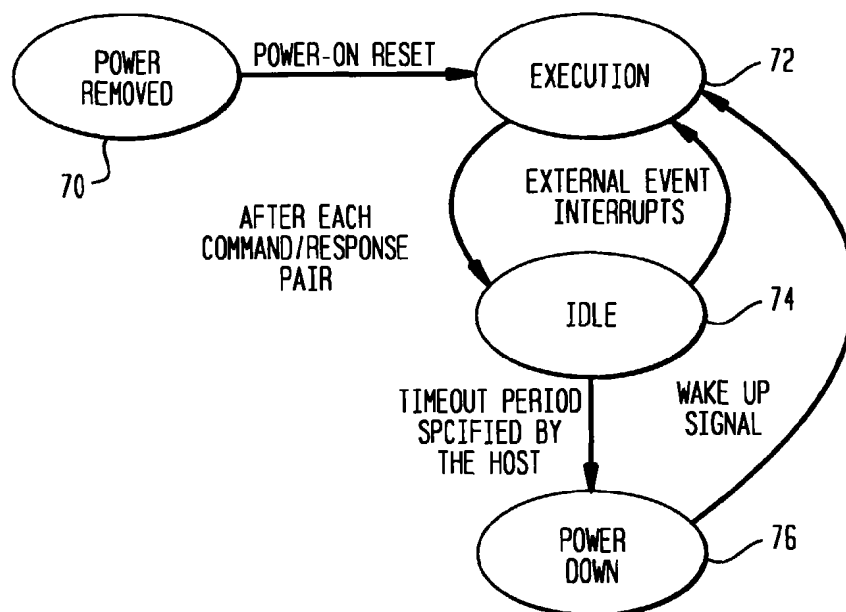 POWER
REMOVED
70
POWER-ON RESET
EXECUTION
72
AFTER EACH
COMMAND/RESPONSE
PAIR
EXTERNAL EVENT
INTERRUPTS
IDLE
74
TIMEOUT PERIOD
SPCIFIED BY
THE HOST
WAKE UP
SIGNAL
POWER
DOWN
76